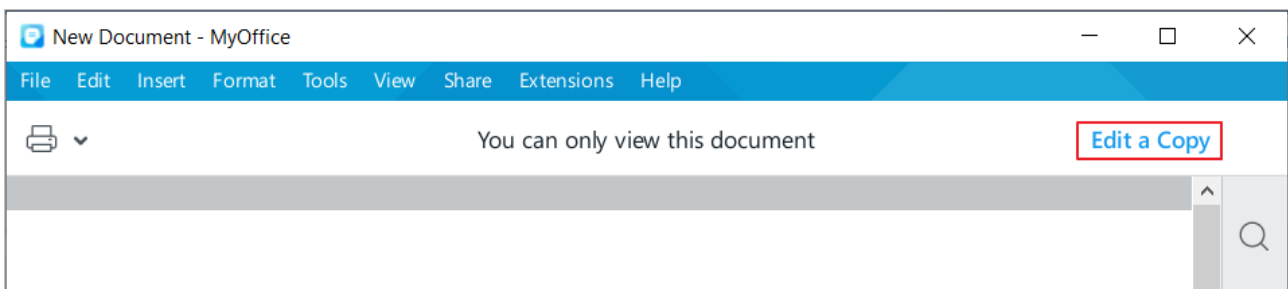 New Document - MyOffice
File Edit Insert Format Tools View Share Extensions Help
You can only view this document Edit a Copy